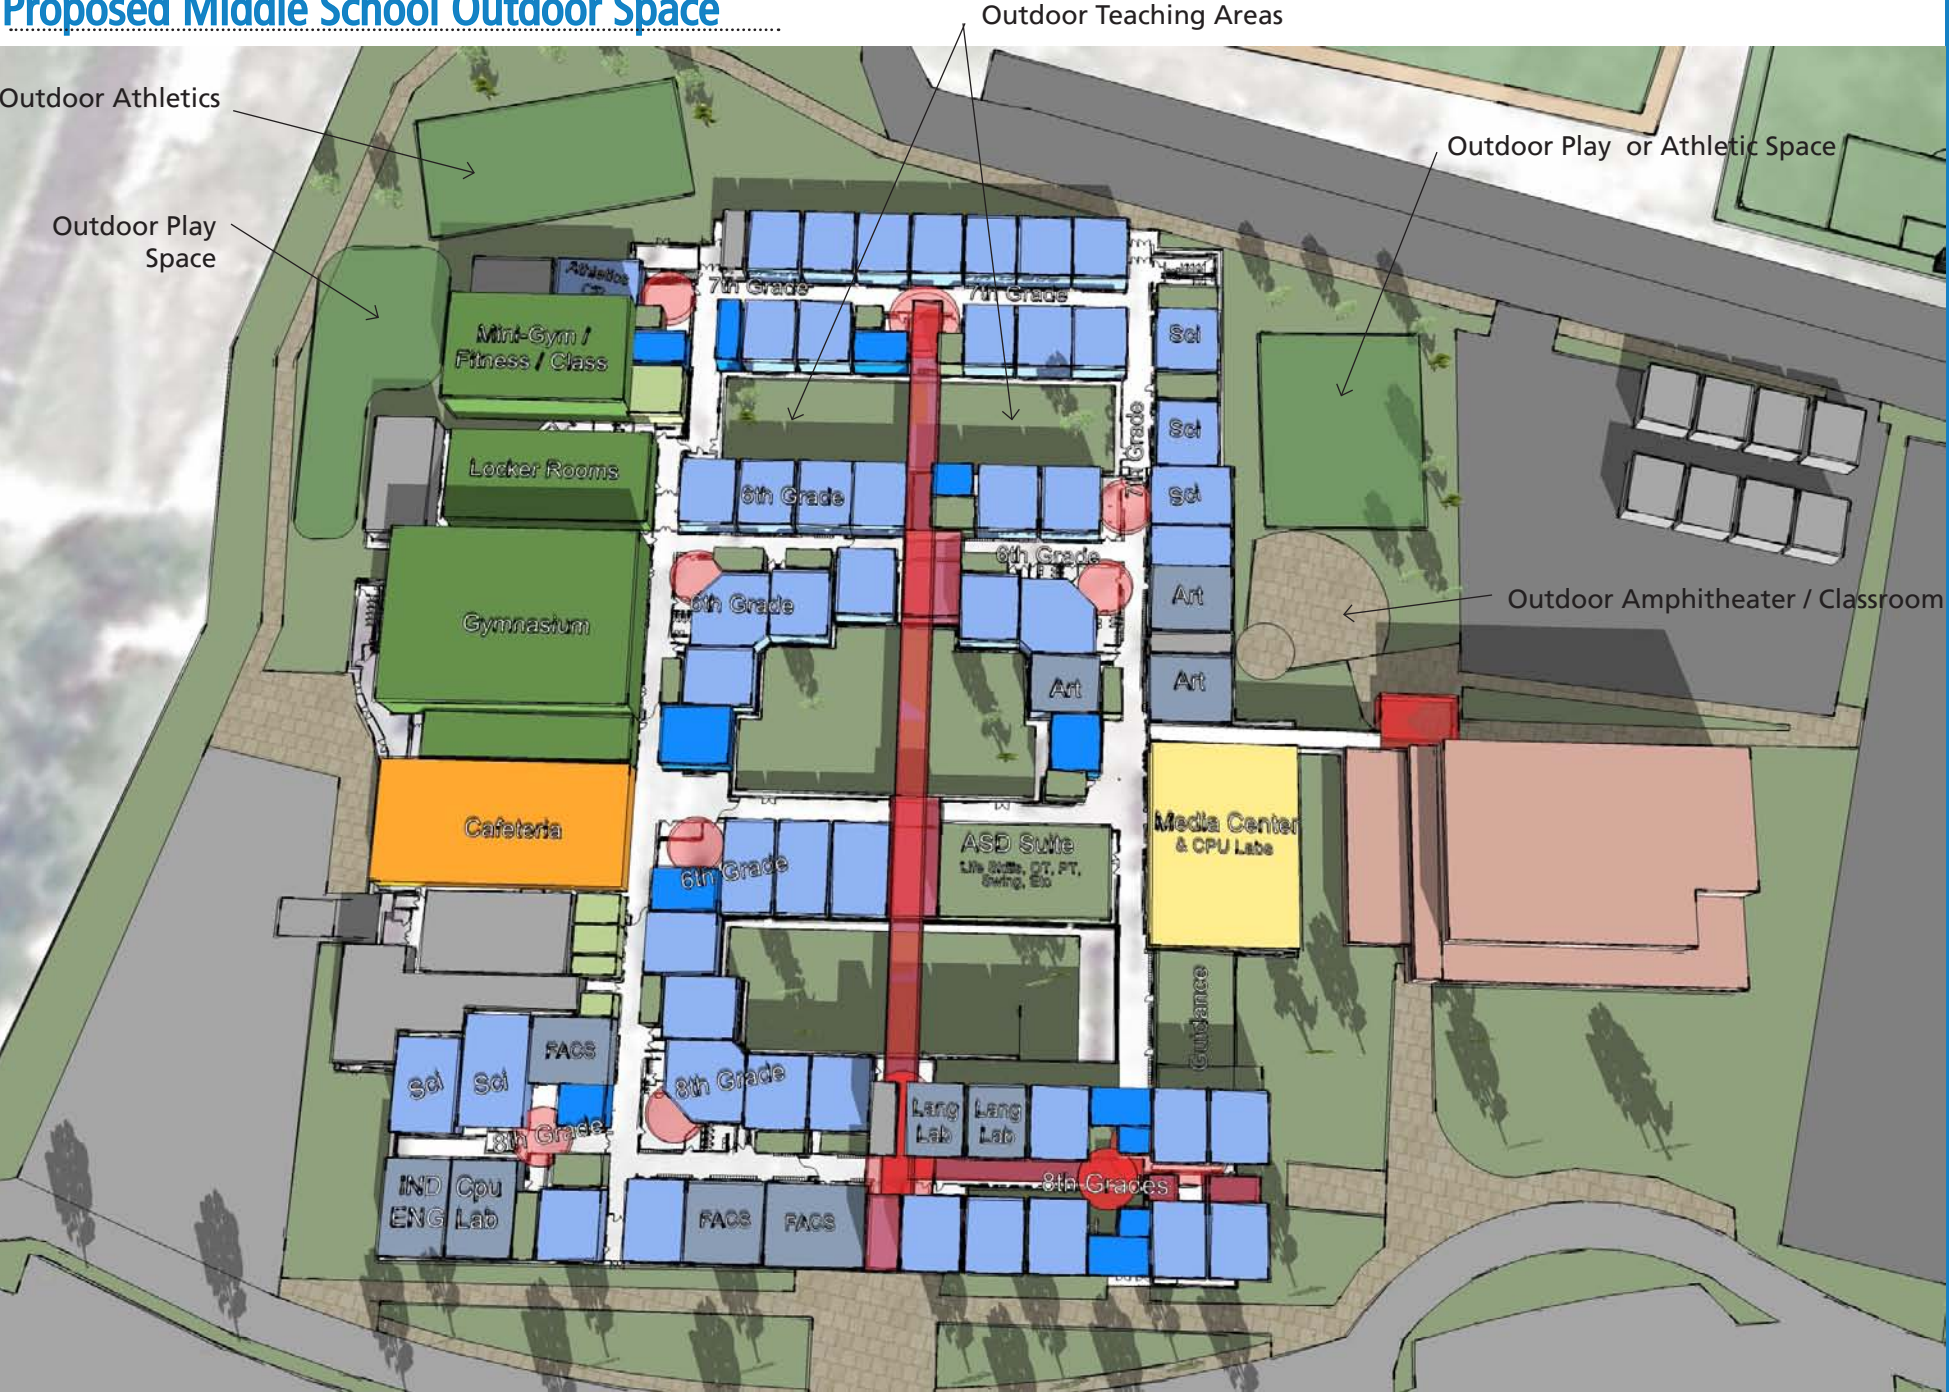 Proposed Middle School Outdoor Space
Outdoor Teaching Areas
Outdoor Athletics
Outdoor Play or Athletic Space
Outdoor Play
Space
Athletics
7th Grade
7th Grade
Mini-Gym /
Fitness / Class
Sci
7th Grade
Sci
Locker Rooms
6th Grade
Sci
6th Grade
6th Grade
Art
Outdoor Amphitheater / Classroom
Gymnasium
Art
Art
Cafeteria
ASD Suite
Life Skills, OT, PT,
Swing, Etc
Media Center
& CPU Labs
6th Grade
Guidance
FACS
Sci
Sci
8th Grade
Lang
Lab
Lang
Lab
8th Grade
8th Grades
IND
ENG
Cpu
Lab
FACS
FACS